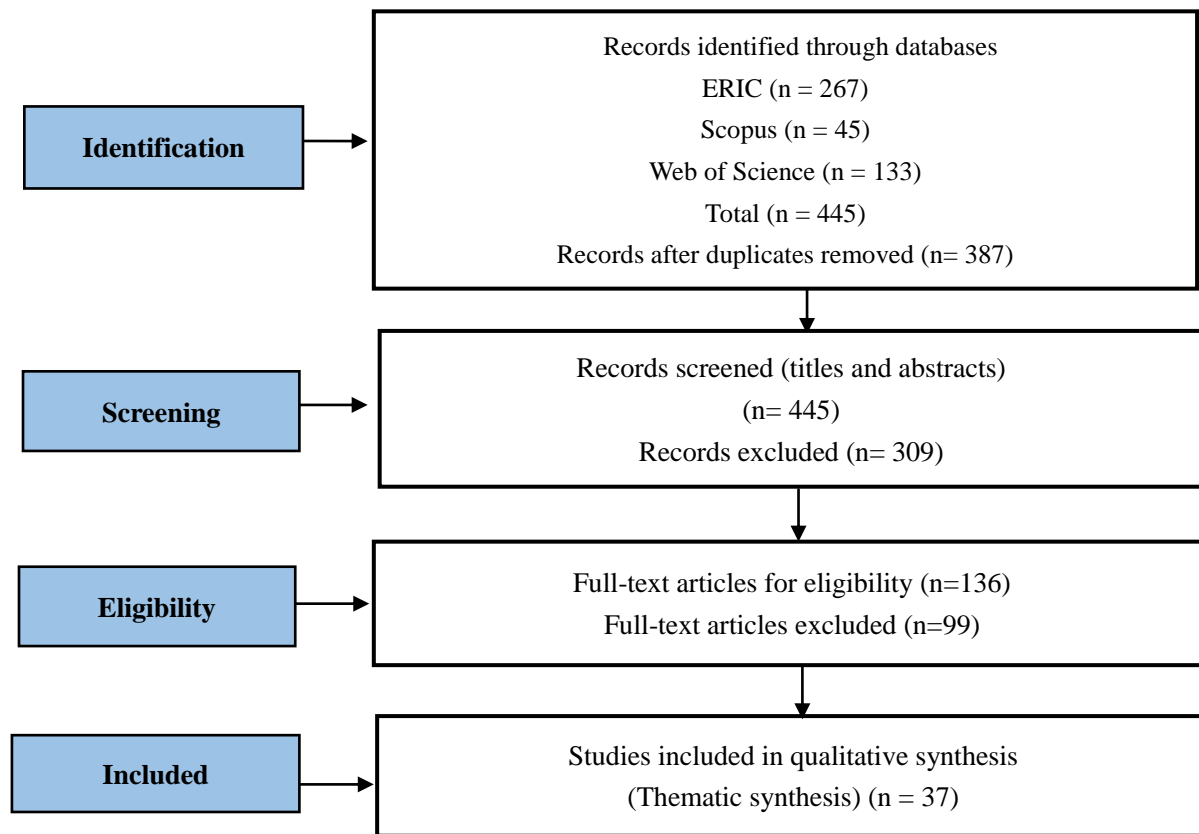 Identification
Records identified through databases
ERIC (n = 267)
Scopus (n = 45)
Web of Science (n = 133)
Total (n = 445)
Records after duplicates removed (n= 387)
Screening
Records screened (titles and abstracts)
(n= 445)
Records excluded (n= 309)
Eligibility
Full-text articles for eligibility (n=136)
Full-text articles excluded (n=99)
Included
Studies included in qualitative synthesis
(Thematic synthesis) (n = 37)